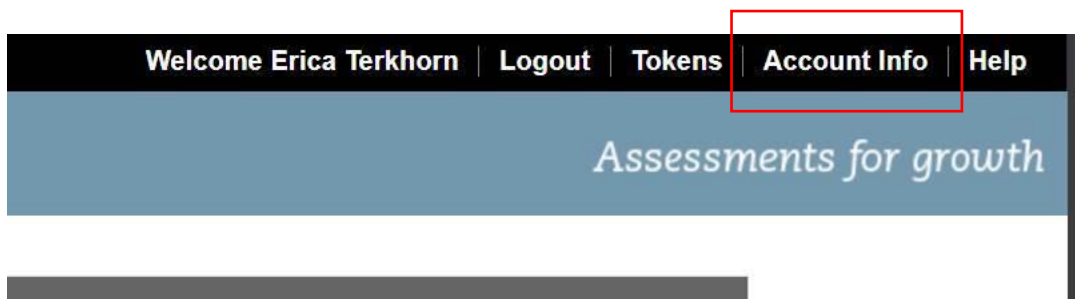 Welcome Erica Terkhorn | Logout | Tokens | Account Info | Help
Assessments for growth